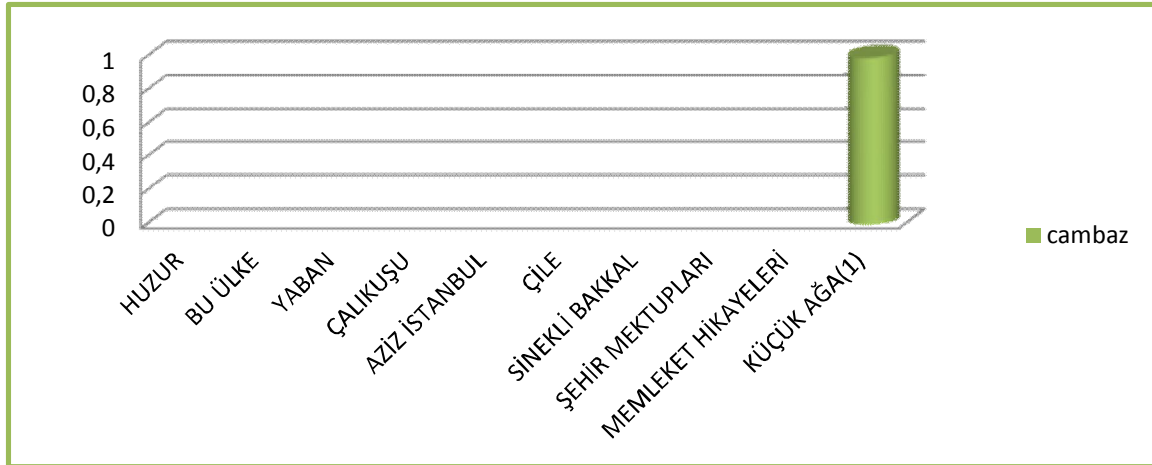 1
0,8
0,6
0,4
0,2
0
HUZUR
BU ÜLKE
YABAN
ÇALIKUŞU
AZİZ İSTANBUL
ÇİLE
SİNEKLİ BAKKAL
ŞEHİR MEKTUPLARI
MEMLEKET HİKAYELERİ
KÜÇÜK AĞA(1)
cambaz